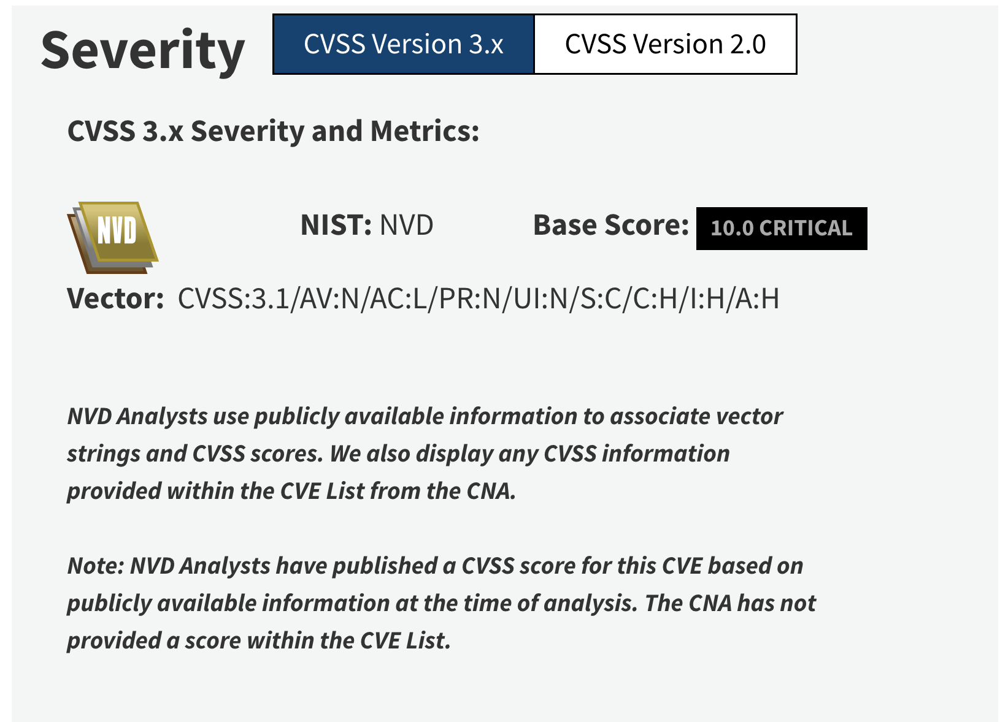 Severity
CVSS Version 3.x
CVSS Version 2.0
CVSS 3.x Severity and Metrics:
NVD
NIST: NVD
Base Score: 10.0 CRITICAL
Vector: CVSS:3.1/AV:N/AC:L/PR:N/UI:N/S:C/C:H/I:H/A:H
NVD Analysts use publicly available information to associate vector
strings and CVSS scores. We also display any CVSS information
provided within the CVE List from the CNA.
Note: NVD Analysts have published a CVSS score for this CVE based on
publicly available information at the time of analysis. The CNA has not
provided a score within the CVE List.